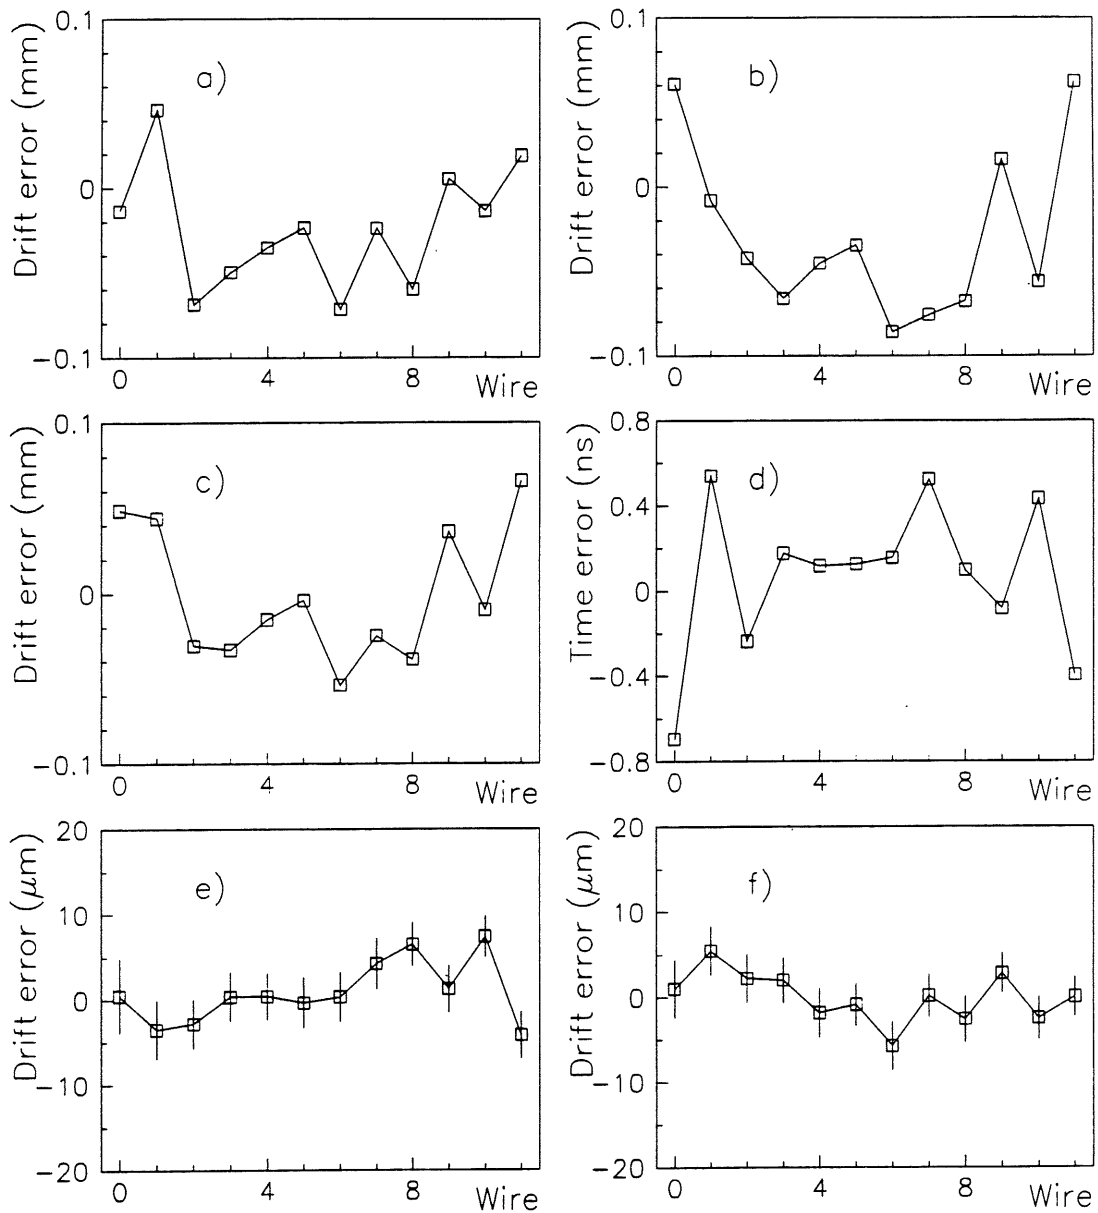 0.1
0
−0.1
Drift error (mm)
a)
0 4 8 Wire
0.1
0
−0.1
Drift error (mm)
b)
0 4 8 Wire
0.1
0
−0.1
Drift error (mm)
c)
0 4 8 Wire
0.8
0.4
0
−0.4
−0.8
Time error (ns)
d)
0 4 8 Wire
20
10
0
−10
−20
Drift error (μm)
e)
0 4 8 Wire
20
10
0
−10
−20
Drift error (μm)
f)
0 4 8 Wire